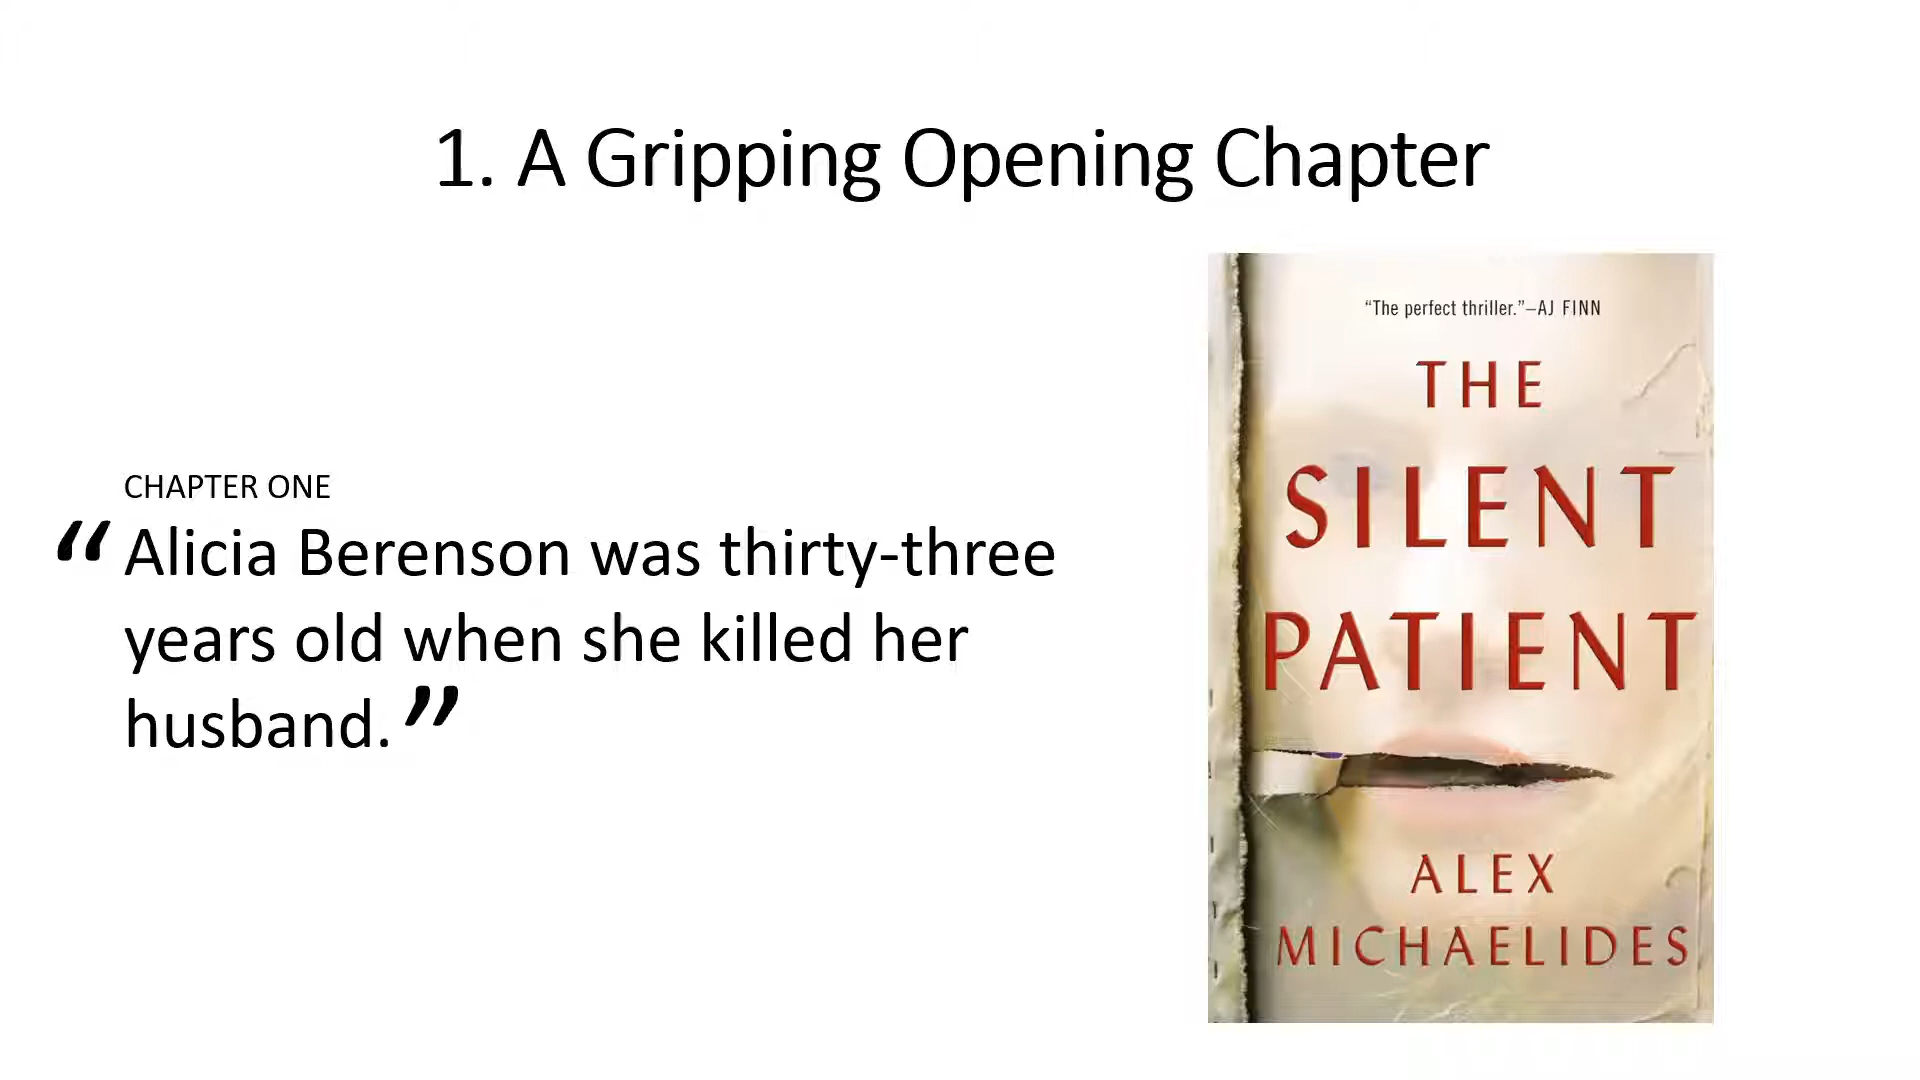 1. A Gripping Opening Chapter
CHAPTER ONE
“Alicia Berenson was thirty-three
years old when she killed her
husband.”
“The perfect thriller.”–AJ FINN
THE
SILENT
PATIENT
ALEX
MICHAELIDES